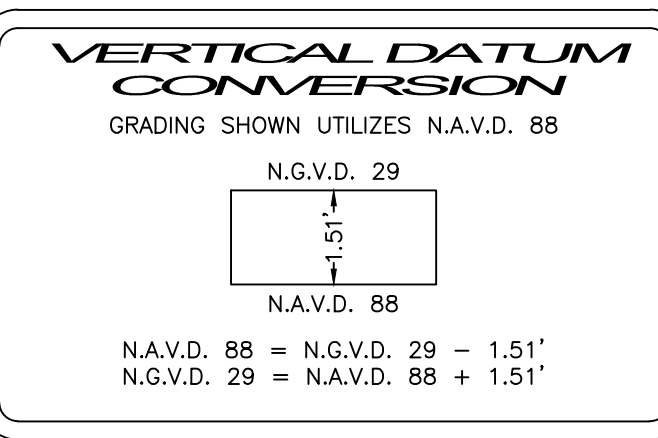 VERTICAL DATUM
CONVERSION
GRADING SHOWN UTILIZES N.A.V.D. 88
N.G.V.D. 29
1.51'
N.A.V.D. 88
N.A.V.D. 88 = N.G.V.D. 29 - 1.51'
N.G.V.D. 29 = N.A.V.D. 88 + 1.51'